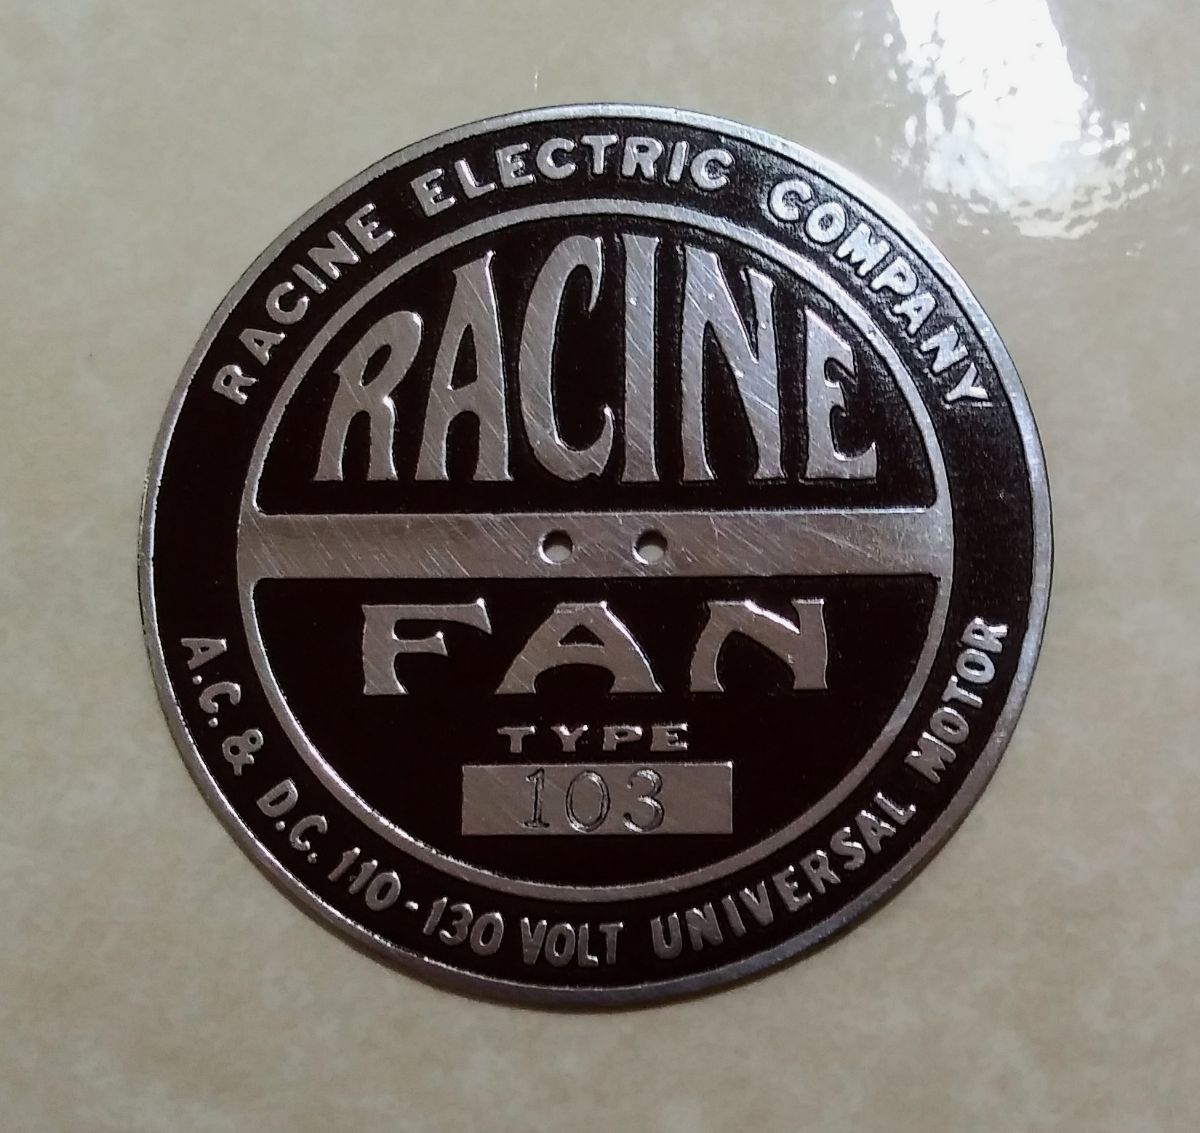 RACINE ELECTRIC COMPANY
RACINE
FAN
TYPE
103
A.C. & D.C. 110-130 VOLT UNIVERSAL MOTOR